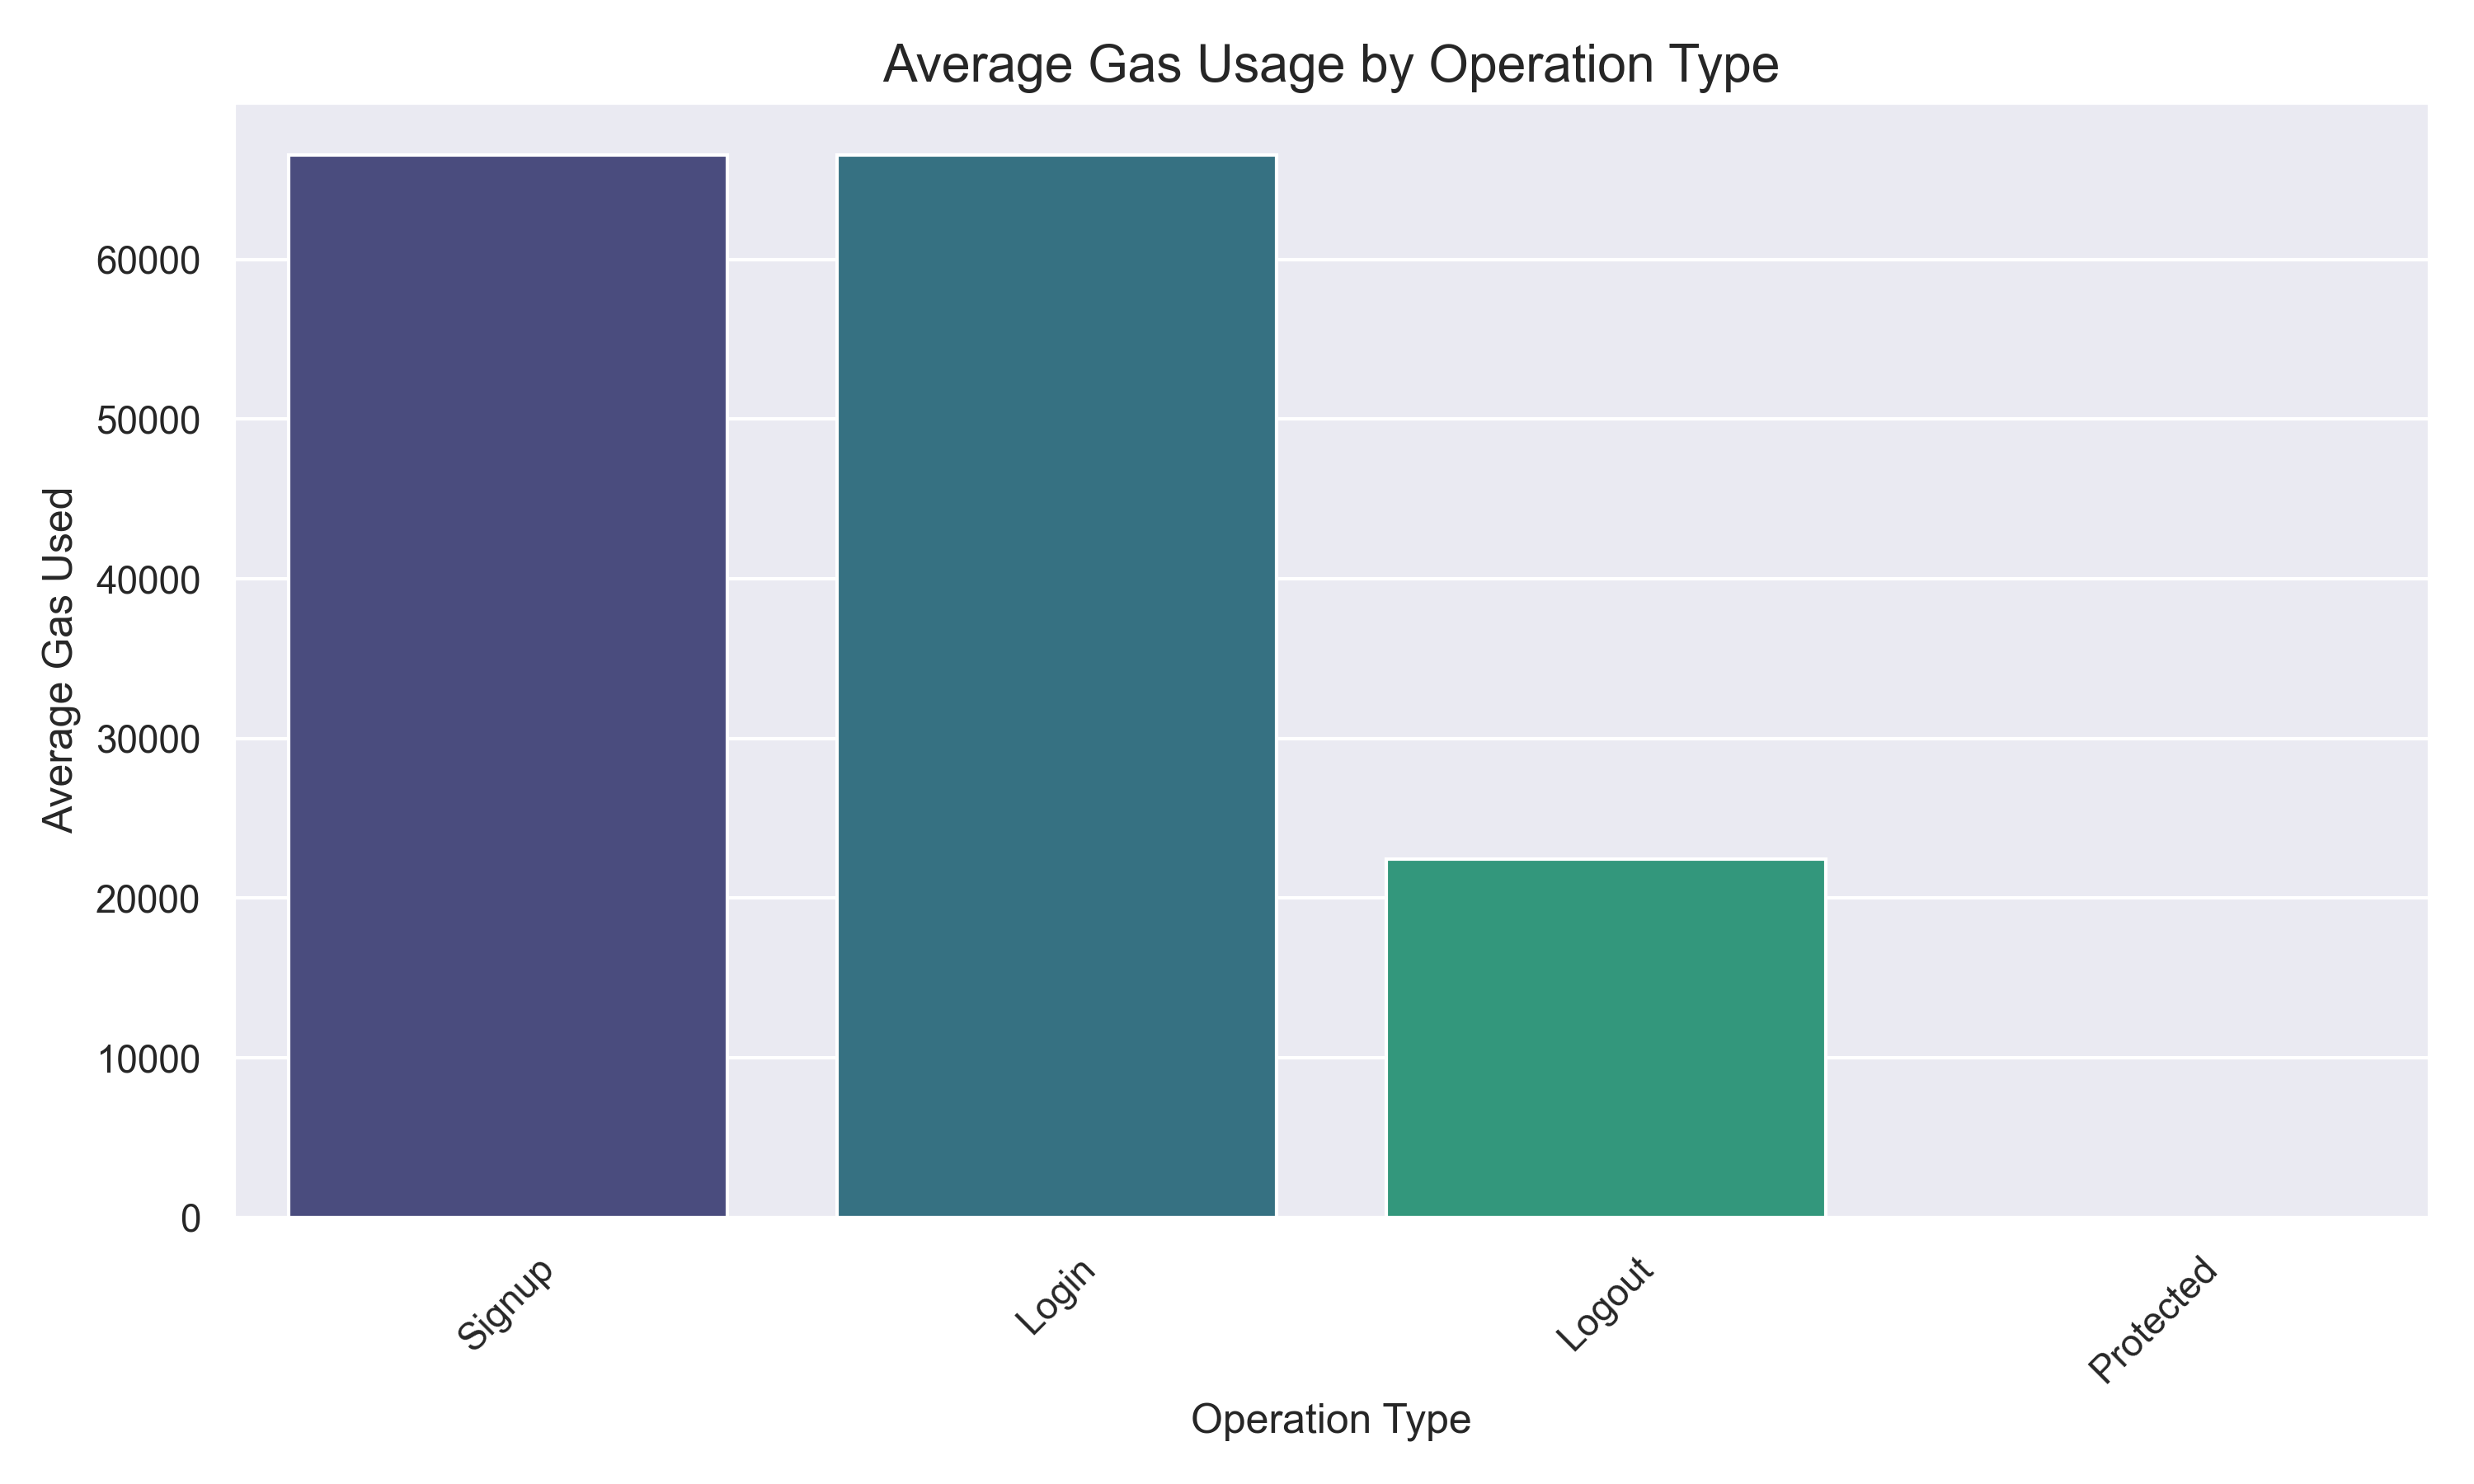 Average Gas Usage by Operation Type
Average Gas Used
60000
50000
40000
30000
20000
10000
0
Signup
Login
Logout
Protected
Operation Type